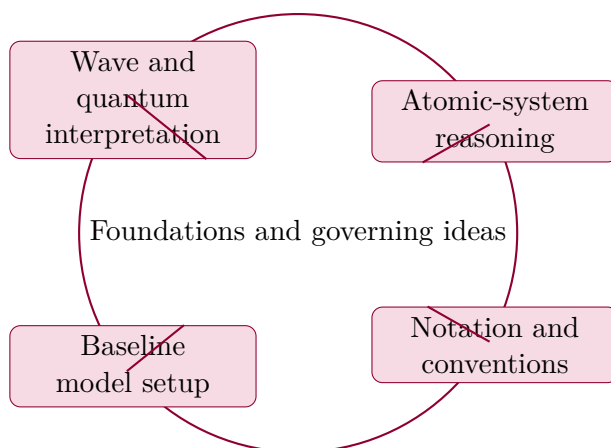 Wave and
quantum
interpretation
Atomic-system
reasoning
Foundations and governing ideas
Baseline
model setup
Notation and
conventions